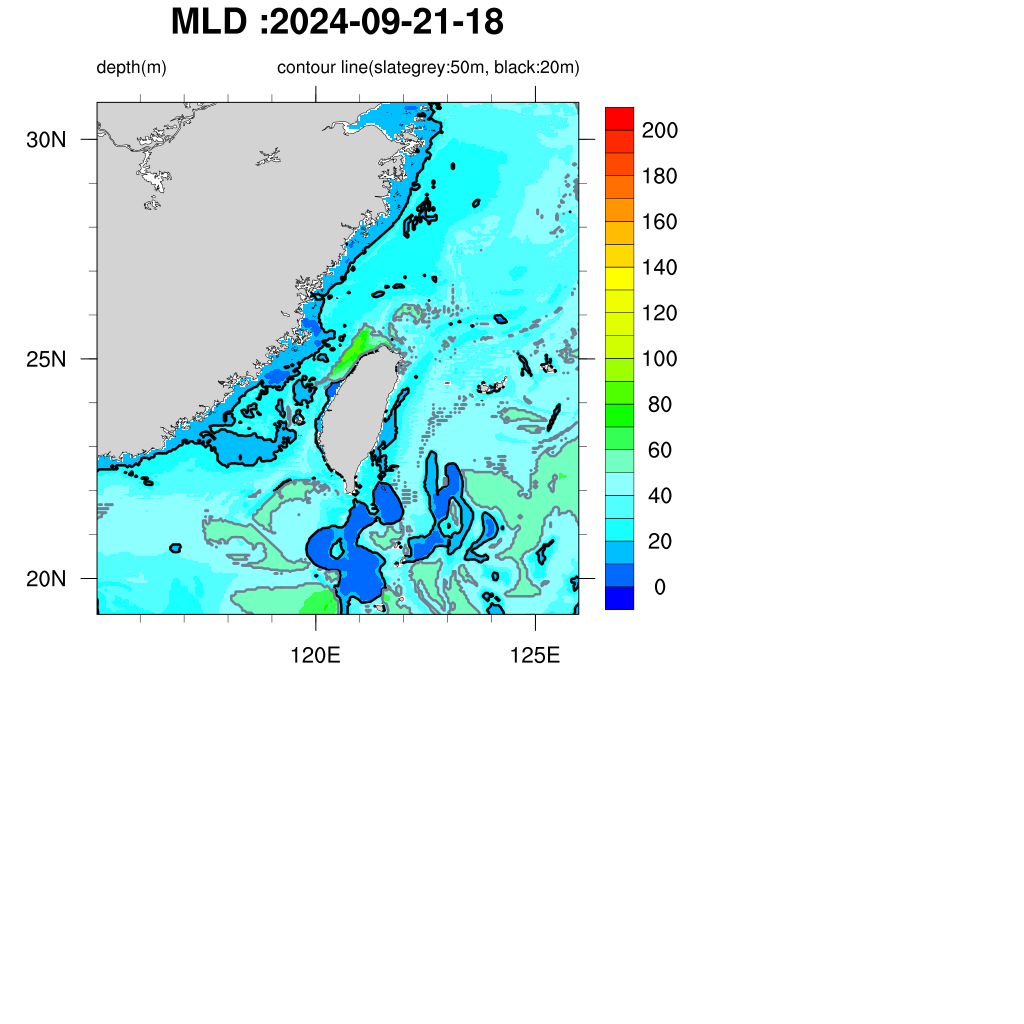 MLD :2024-09-21-18
depth(m)
contour line(slategrey:50m, black:20m)
30N
25N
20N
120E
125E
200
180
160
140
120
100
80
60
40
20
0